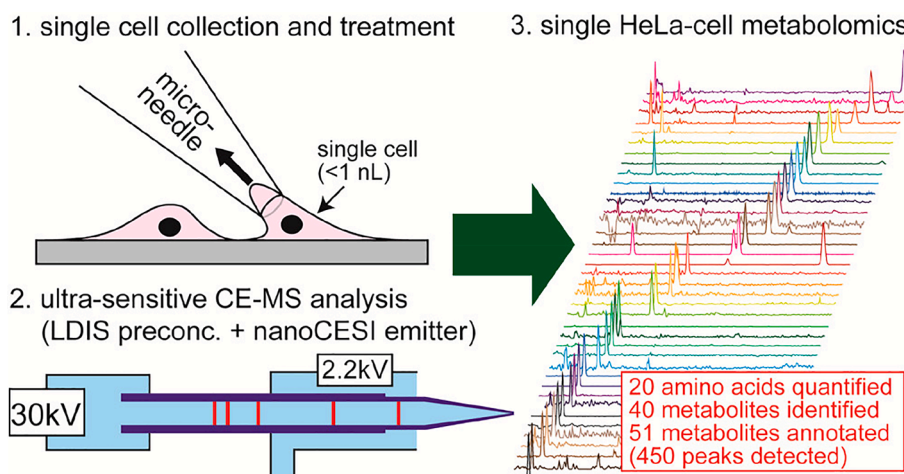 1. single cell collection and treatment
micro-
needle
single cell
(<1 nL)
2. ultra-sensitive CE-MS analysis
(LDIS preconc. + nanoCESI emitter)
30kV
2.2kV
3. single HeLa-cell metabolomics
20 amino acids quantified
40 metabolites identified
51 metabolites annotated
(450 peaks detected)